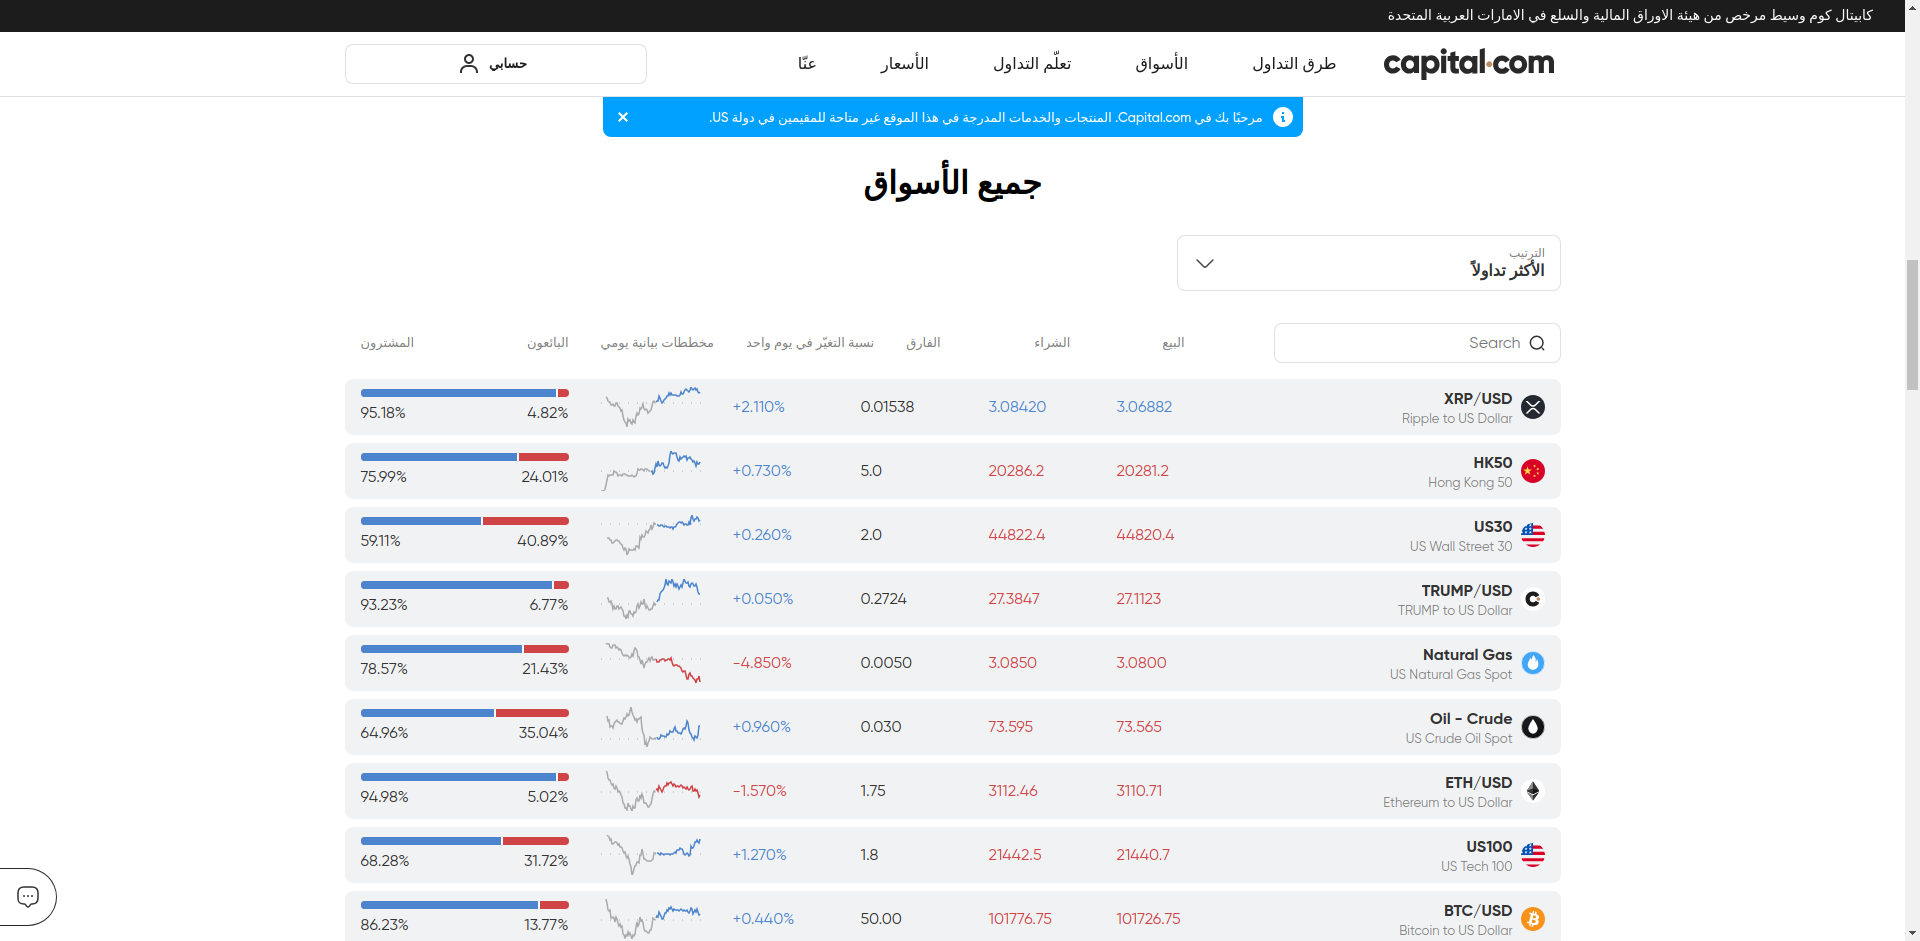 كابيتال كوم وسيط مرخص من هيئة الاوراق المالية والسلع في الامارات العربية المتحدة
capital.com طرق التداول الأسواق تعلّم التداول الأسعار عنّا حسابي
مرحبًا بك في Capital.com. المنتجات والخدمات المدرجة في هذا الموقع غير متاحة للمقيمين في دولة US.
جميع الأسواق
الترتيب
الأكثر تداولاً
Search البيع الشراء الفارق نسبة التغيّر في يوم واحد مخططات بيانية يومي البائعون المشترون
XRP/USD
Ripple to US Dollar
3.06882 3.08420 0.01538 +2.110% 4.82% 95.18%
HK50
Hong Kong 50
20281.2 20286.2 5.0 +0.730% 24.01% 75.99%
US30
US Wall Street 30
44820.4 44822.4 2.0 +0.260% 40.89% 59.11%
TRUMP/USD
TRUMP to US Dollar
27.1123 27.3847 0.2724 +0.050% 6.77% 93.23%
Natural Gas
US Natural Gas Spot
3.0800 3.0850 0.0050 -4.850% 21.43% 78.57%
Oil - Crude
US Crude Oil Spot
73.565 73.595 0.030 +0.960% 35.04% 64.96%
ETH/USD
Ethereum to US Dollar
3110.71 3112.46 1.75 -1.570% 5.02% 94.98%
US100
US Tech 100
21440.7 21442.5 1.8 +1.270% 31.72% 68.28%
BTC/USD
Bitcoin to US Dollar
101726.75 101776.75 50.00 +0.440% 13.77% 86.23%